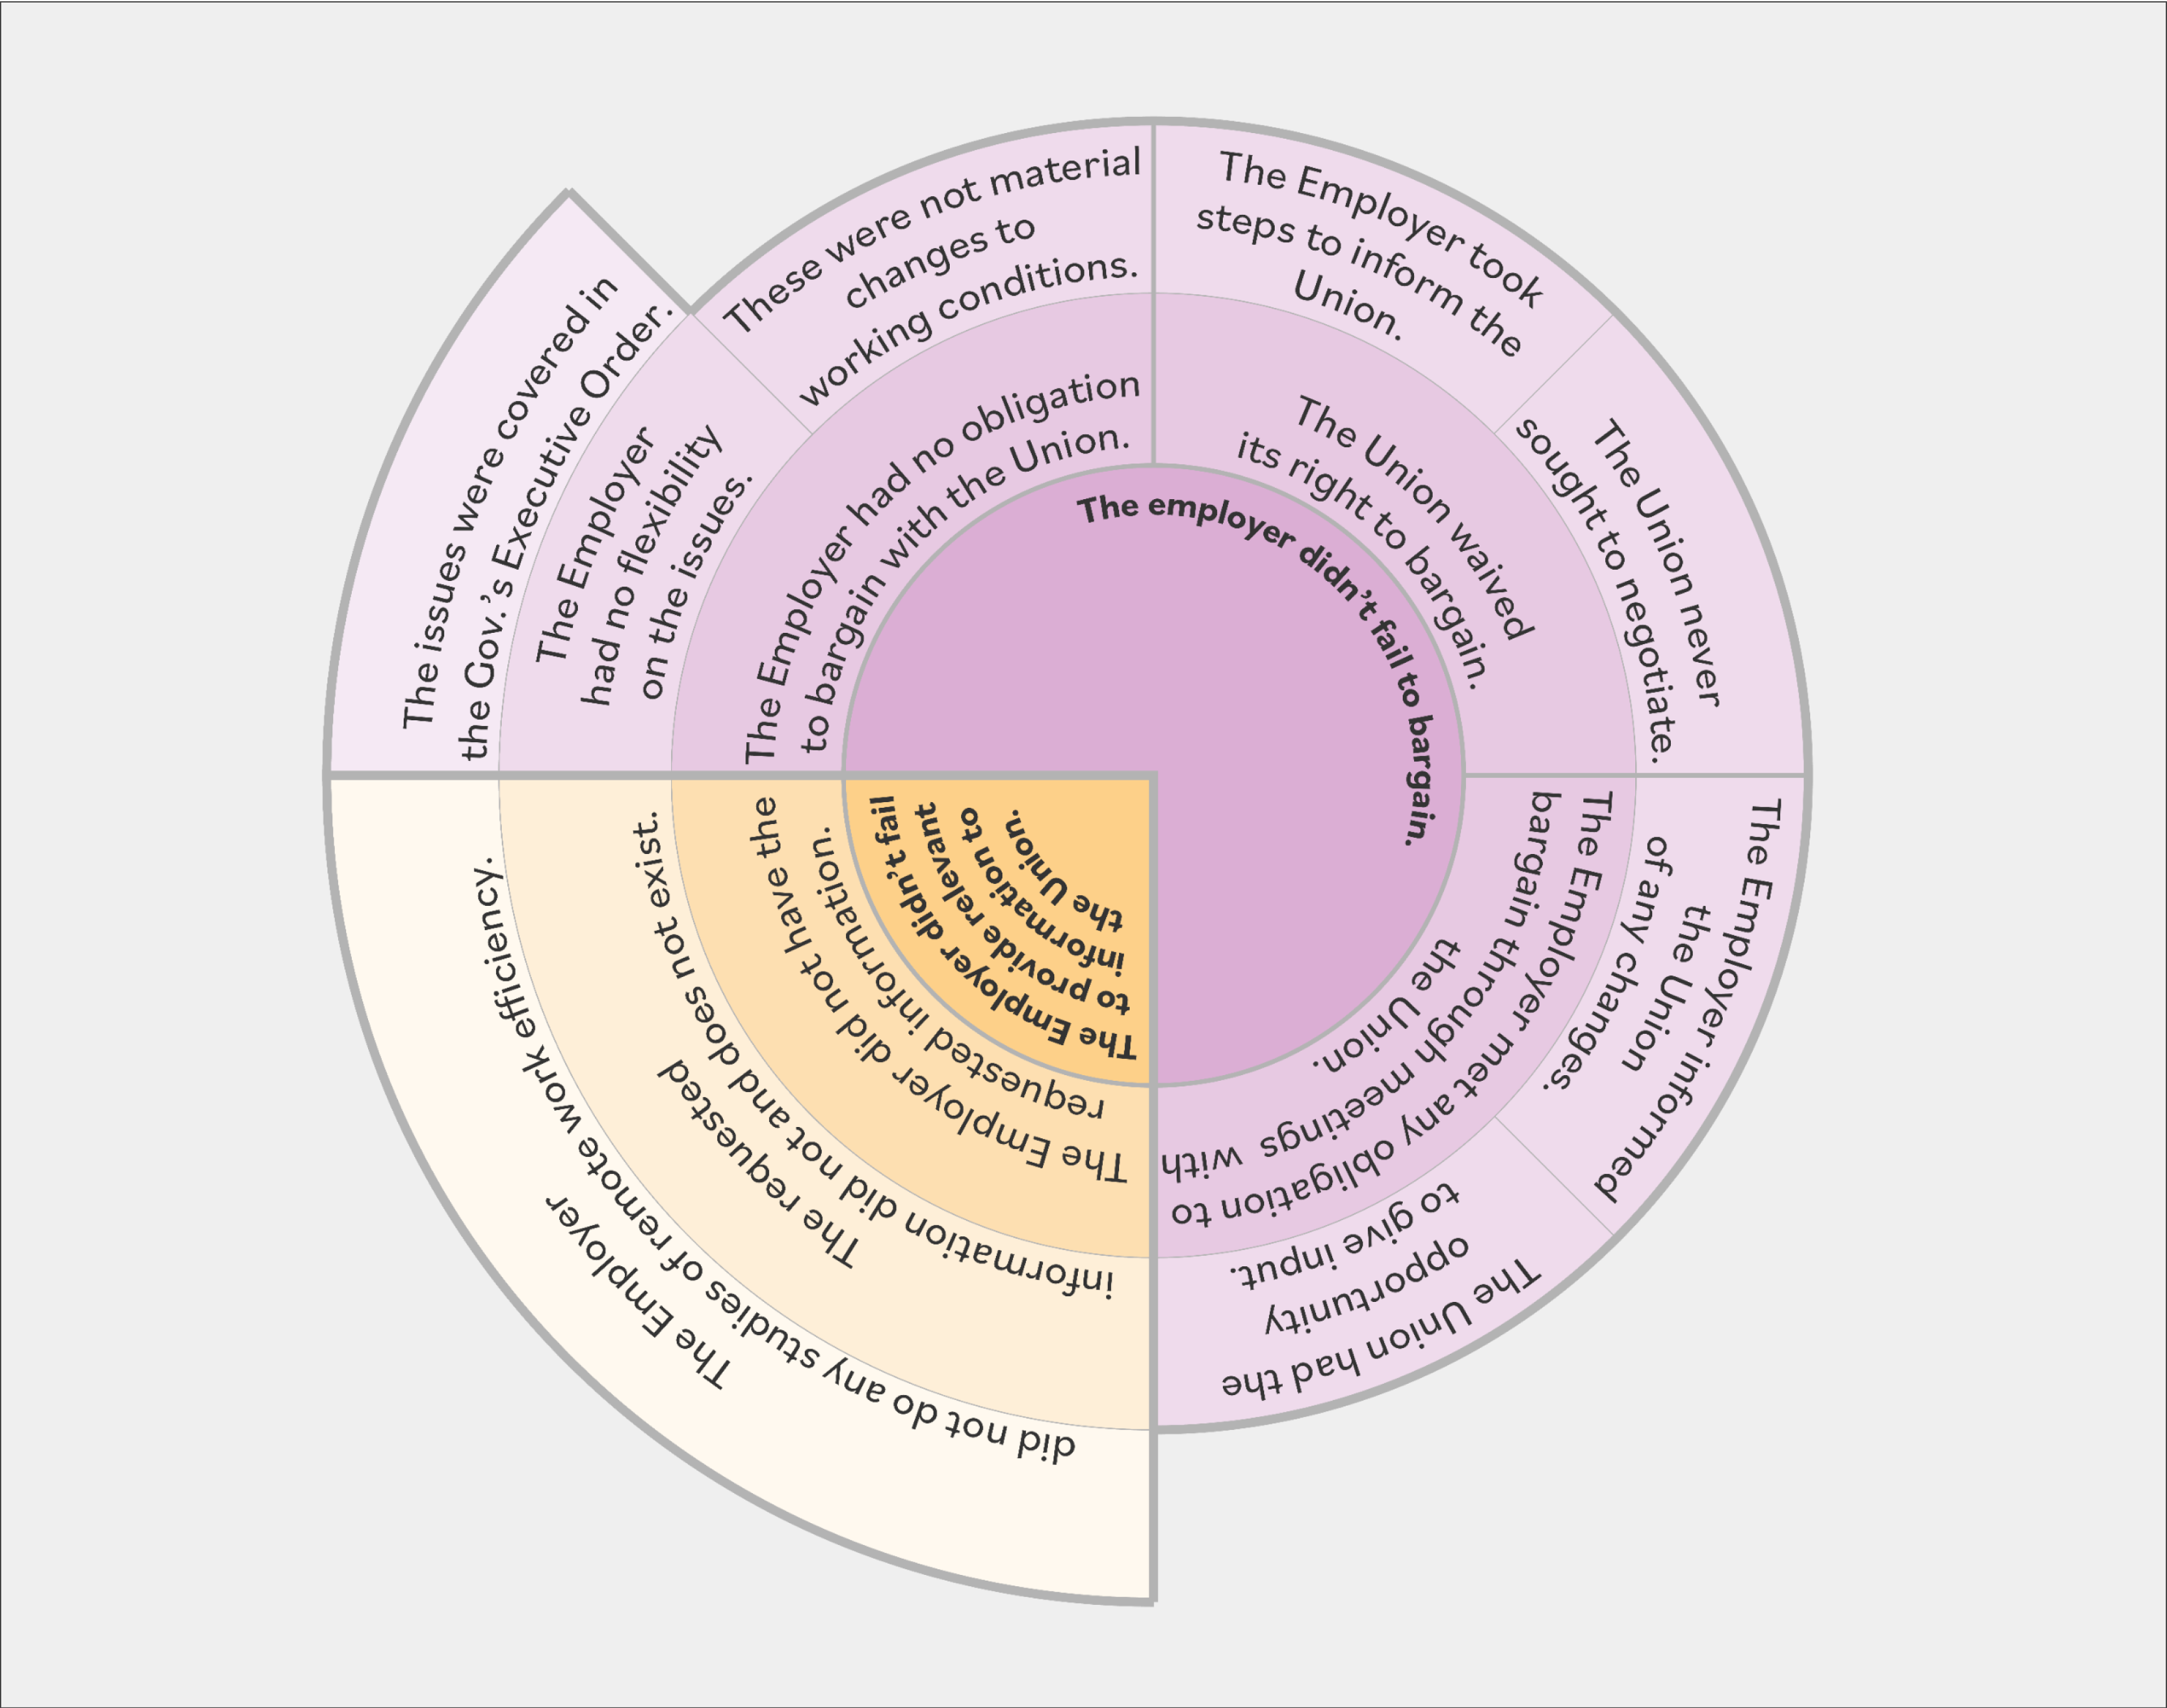 The employer didn't fail to bargain.
The Employer had no obligation
to bargain with the Union.
The issues were covered in
the Gov.'s Executive Order.
The Employer
had no flexibility
on the issues.
These were not material
changes to
working conditions.
The Union waived
its right to bargain.
The Employer took
steps to inform the
Union.
The Union never
sought to negotiate.
The Employer met any obligation to
bargain through meetings with
the Union.
The Employer informed
the Union
of any changes.
The Union had the
opportunity
to give input.
The Employer didn't fail
to provide relevant
information to
the Union.
The Employer did not have the
requested information.
The requested
information did not and does not exist.
The Employer
did not do any studies of remote work efficiency.